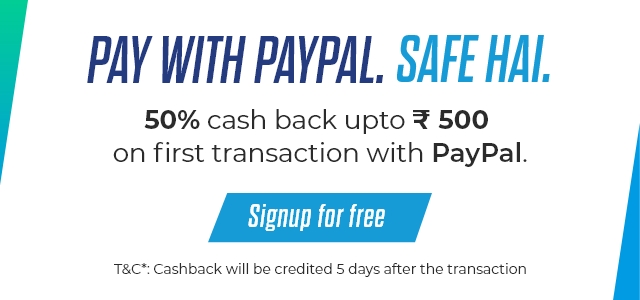 PAY WITH PAYPAL. SAFE HAI.
50% cash back upto ₹ 500
on first transaction with PayPal.
Signup for free
T&C*: Cashback will be credited 5 days after the transaction